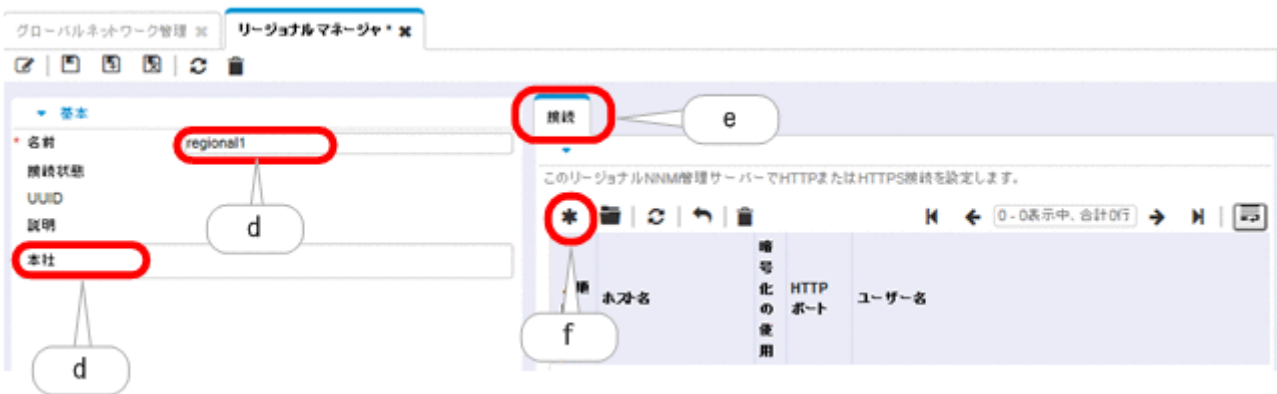 グローバルネットワーク管理 ✖ リージョナルマネージャ * ✖
▼ 基本
* 名前 regional1
d
接続状態
UUID
説明
本社
d
接続
e
このリージョナルNNM管理サーバーでHTTPまたはHTTPS接続を設定します。
0 - 0表示中、合計0行
f
順 ホスト名 暗号化の使用 HTTPポート ユーザー名